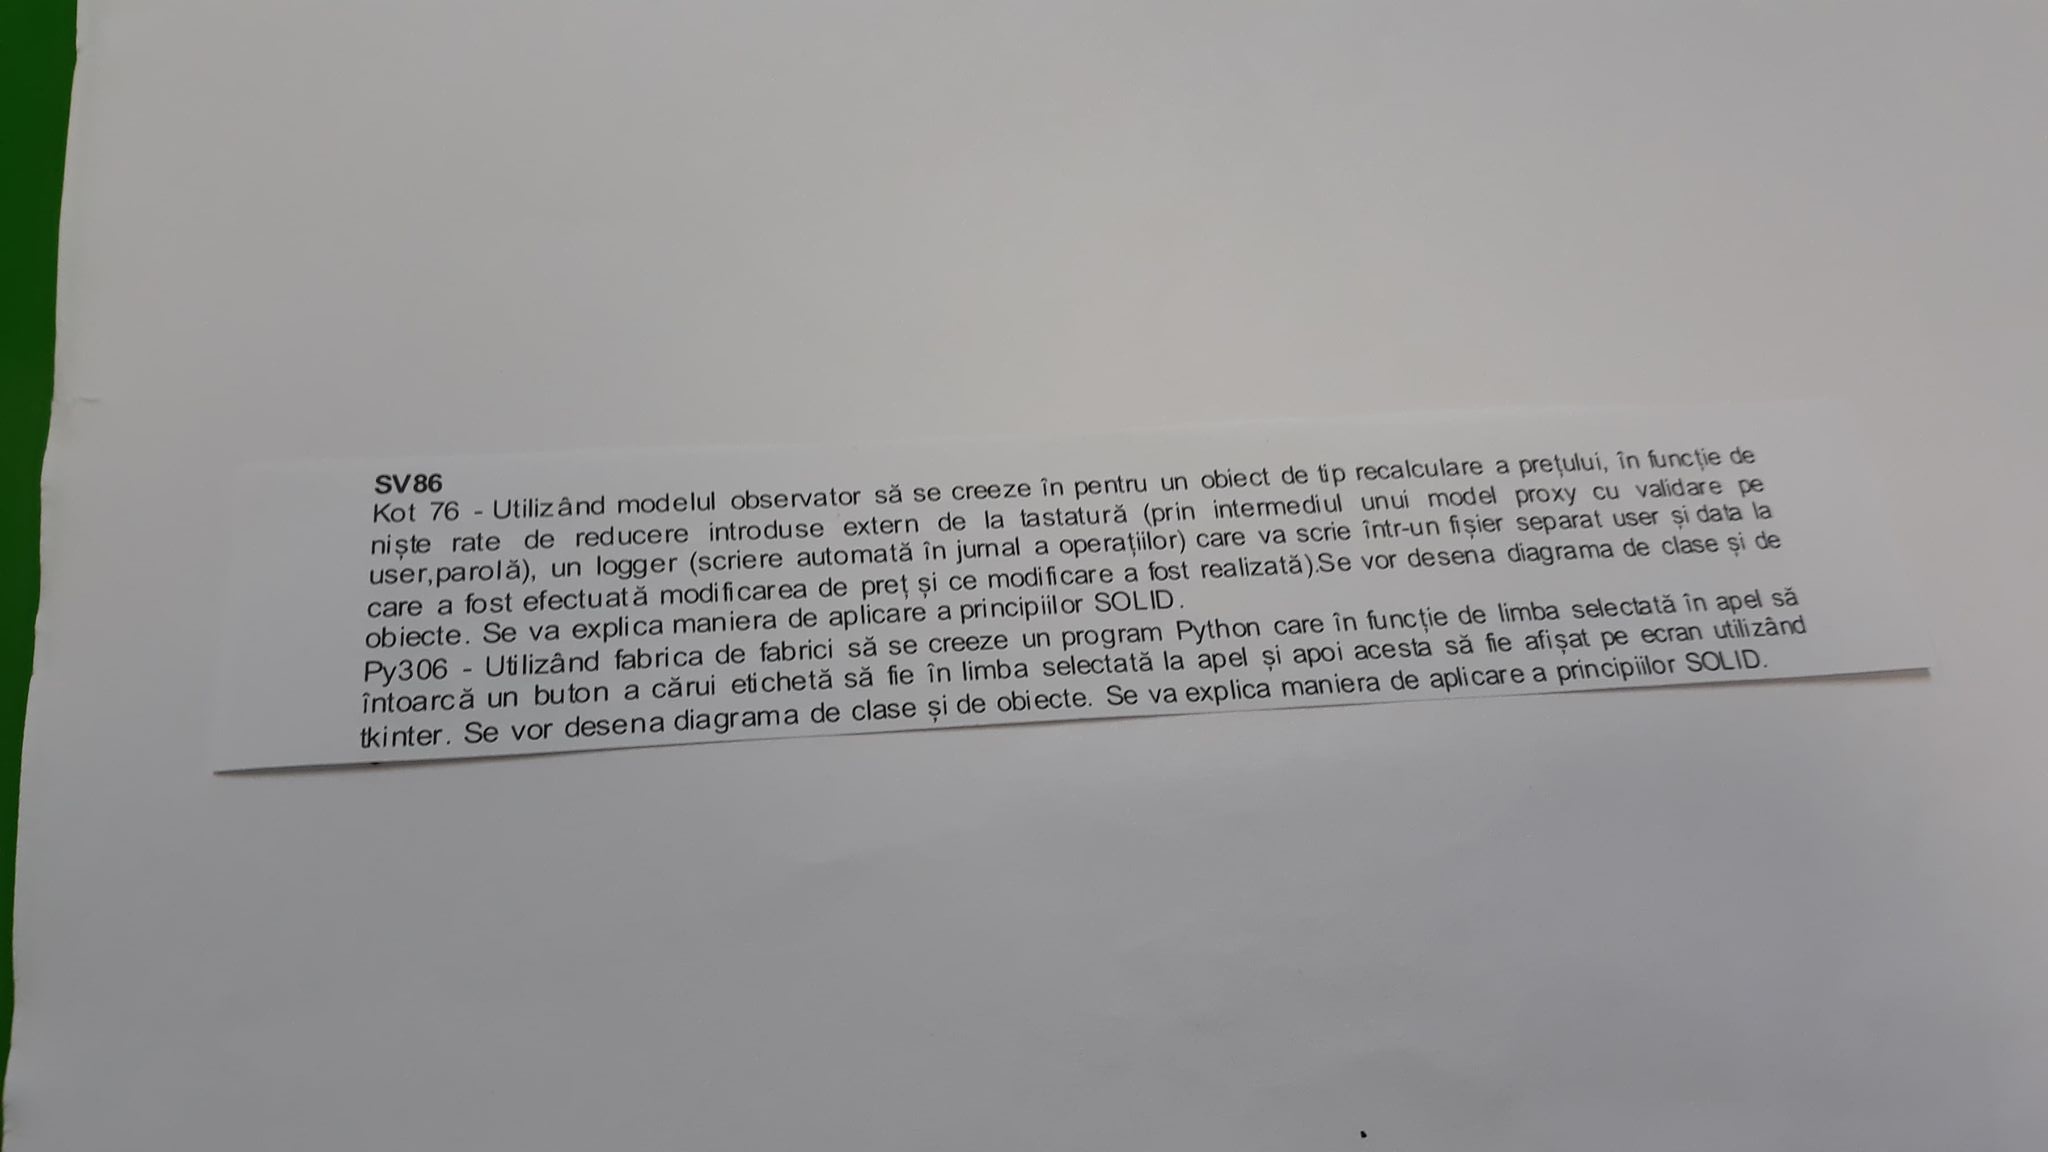 SV86
Kot 76 - Utilizând modelul observator să se creeze în pentru un obiect de tip recalculare a prețului, în funcție de
niște rate de reducere introduse extern de la tastatură (prin intermediul unui model proxy cu validare pe
user,parolă), un logger (scriere automată în jurnal a operațiilor) care va scrie într-un fișier separat user și data la
care a fost efectuată modificarea de preț și ce modificare a fost realizată).Se vor desena diagrama de clase și de
obiecte. Se va explica maniera de aplicare a principiilor SOLID.
Py306 - Utilizând fabrica de fabrici să se creeze un program Python care în funcție de limba selectată în apel să
întoarcă un buton a cărui etichetă să fie în limba selectată la apel și apoi acesta să fie afișat pe ecran utilizând
tkinter. Se vor desena diagrama de clase și de obiecte. Se va explica maniera de aplicare a principiilor SOLID.